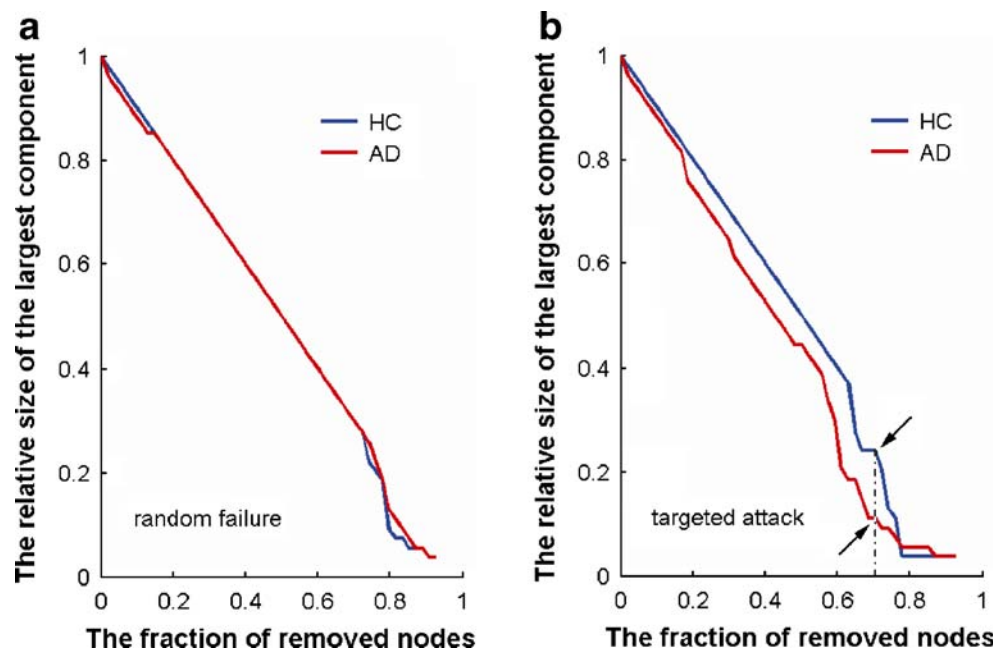 a
The relative size of the largest component
1
0.8
0.6
0.4
0.2
0
HC
AD
random failure
0
0.2
0.4
0.6
0.8
1
The fraction of removed nodes
b
The relative size of the largest component
1
0.8
0.6
0.4
0.2
0
HC
AD
targeted attack
0
0.2
0.4
0.6
0.8
1
The fraction of removed nodes